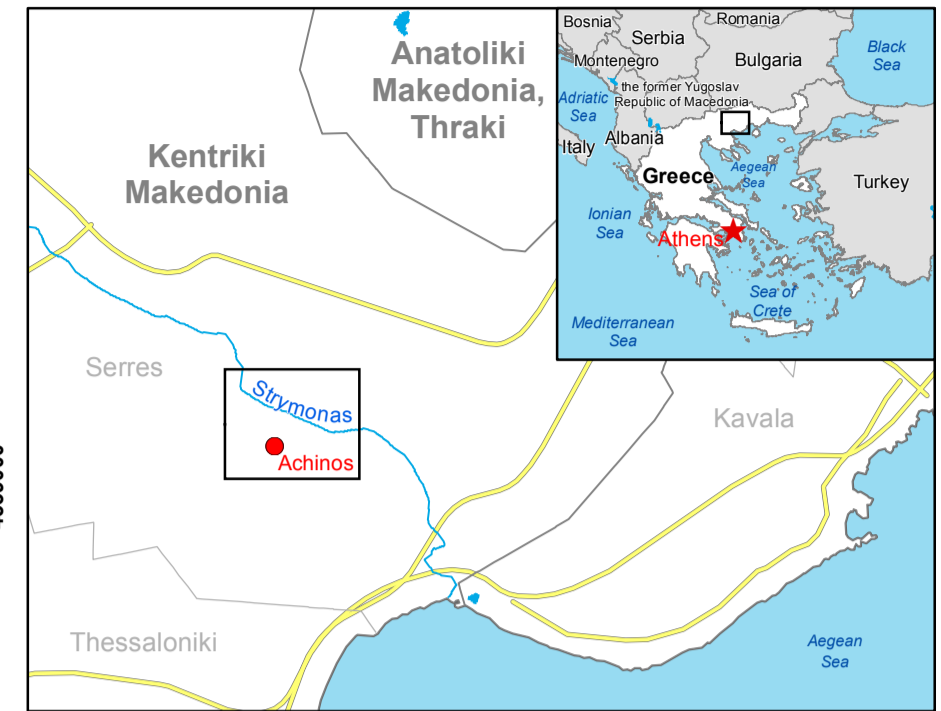 Anatoliki
Makedonia,
Thraki
Kentriki
Makedonia
Serres
Strymonas
Achinos
Kavala
Thessaloniki
Aegean
Sea
Bosnia
Romania
Serbia
Montenegro
Bulgaria
Black
Sea
the former Yugoslav
Republic of Macedonia
Adriatic
Sea
Italy
Albania
Greece
Aegean
Sea
Turkey
Ionian
Sea
Athens
Sea of
Crete
Mediterranean
Sea